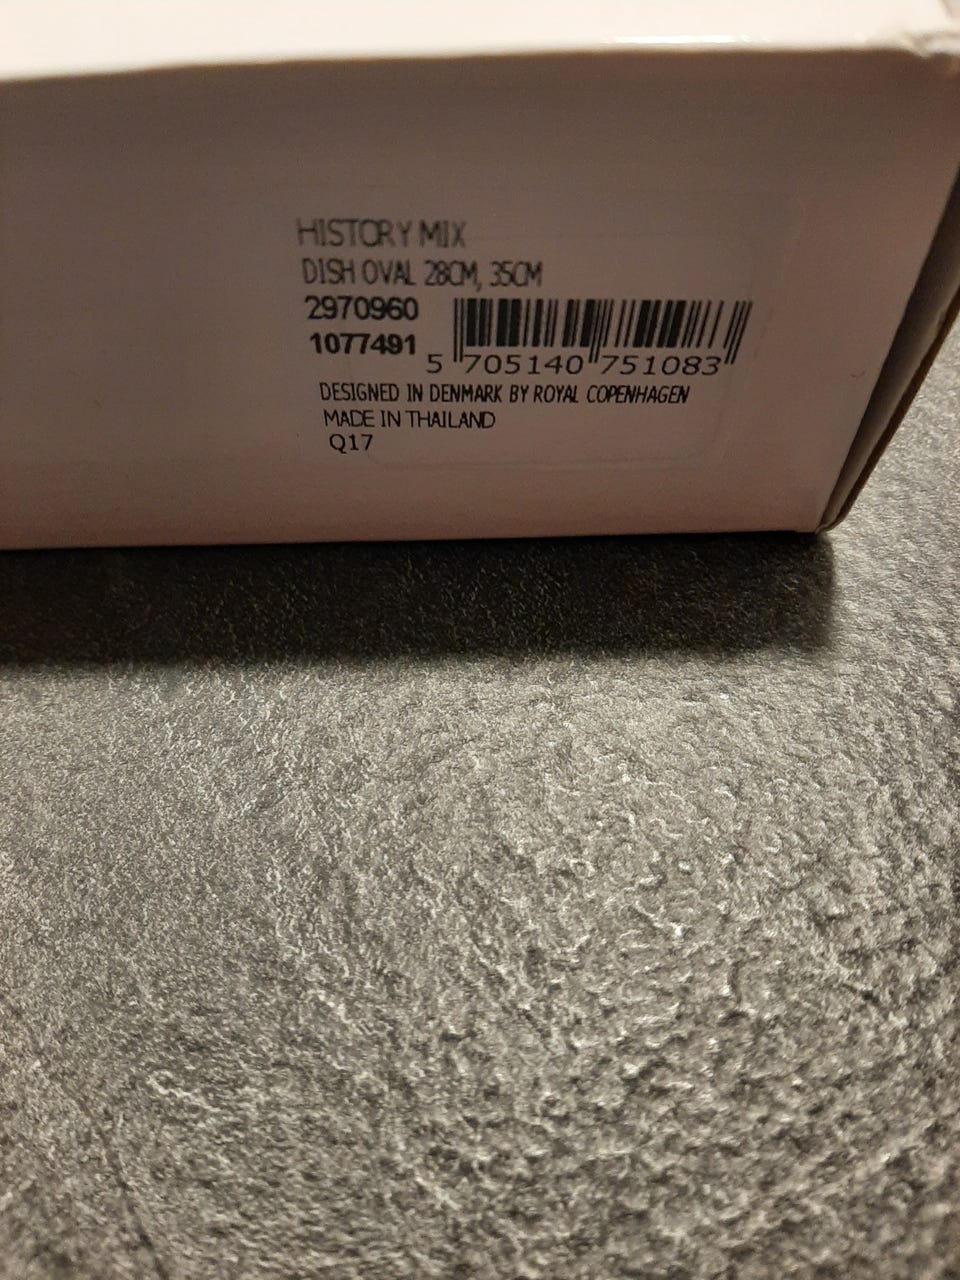 HISTORY MIX
DISH OVAL 28CM, 35CM
2970960
1077491
5 705140 751083
DESIGNED IN DENMARK BY ROYAL COPENHAGEN
MADE IN THAILAND
Q17